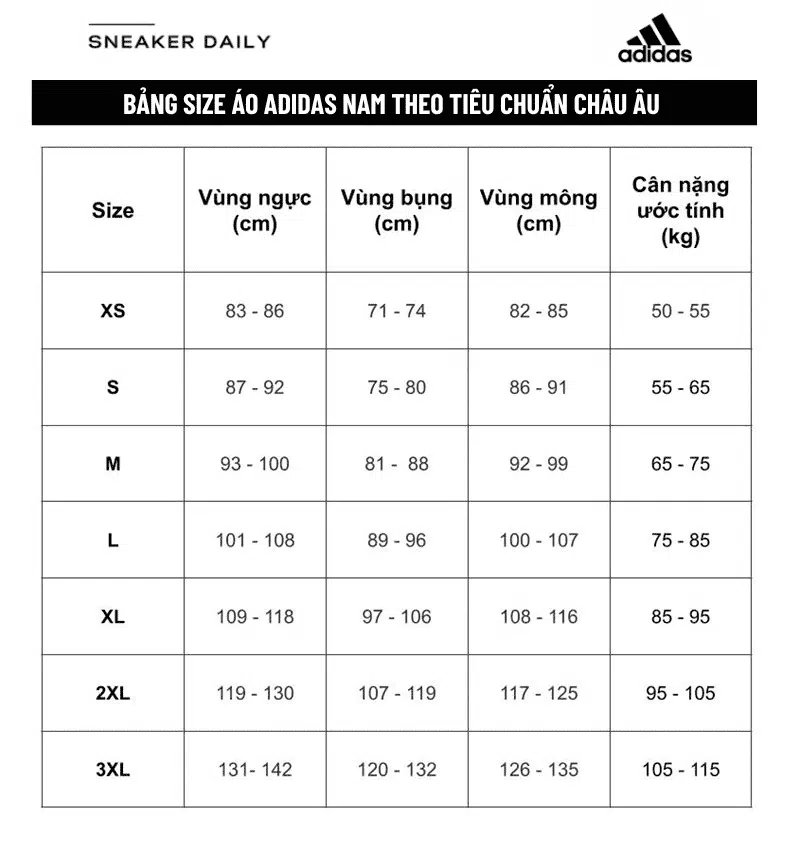 SNEAKER DAILY
adidas
BẢNG SIZE ÁO ADIDAS NAM THEO TIÊU CHUẨN CHÂU ÂU
Size
Vùng ngực
(cm)
Vùng bụng
(cm)
Vùng mông
(cm)
Cân nặng
ước tính
(kg)
XS 83 - 86 71 - 74 82 - 85 50 - 55
S 87 - 92 75 - 80 86 - 91 55 - 65
M 93 - 100 81 - 88 92 - 99 65 - 75
L 101 - 108 89 - 96 100 - 107 75 - 85
XL 109 - 118 97 - 106 108 - 116 85 - 95
2XL 119 - 130 107 - 119 117 - 125 95 - 105
3XL 131- 142 120 - 132 126 - 135 105 - 115